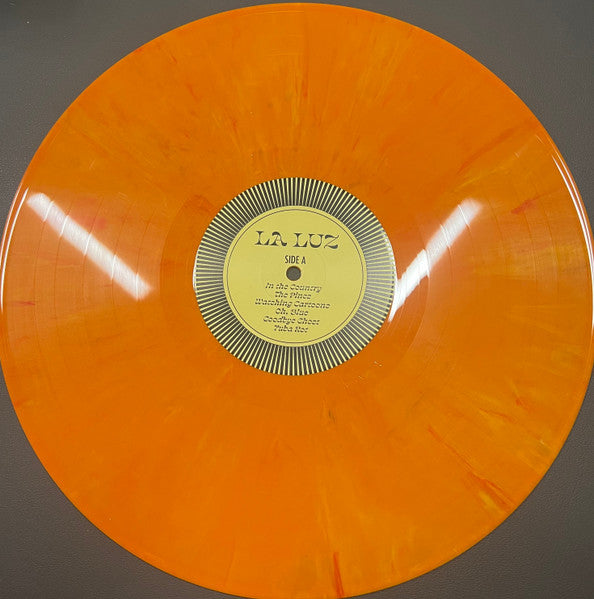 LA LUZ
SIDE A
In the Country
The Pines
Watching Cartoons
Oh, Blue
Goodbye Ghost
Yuba Rot